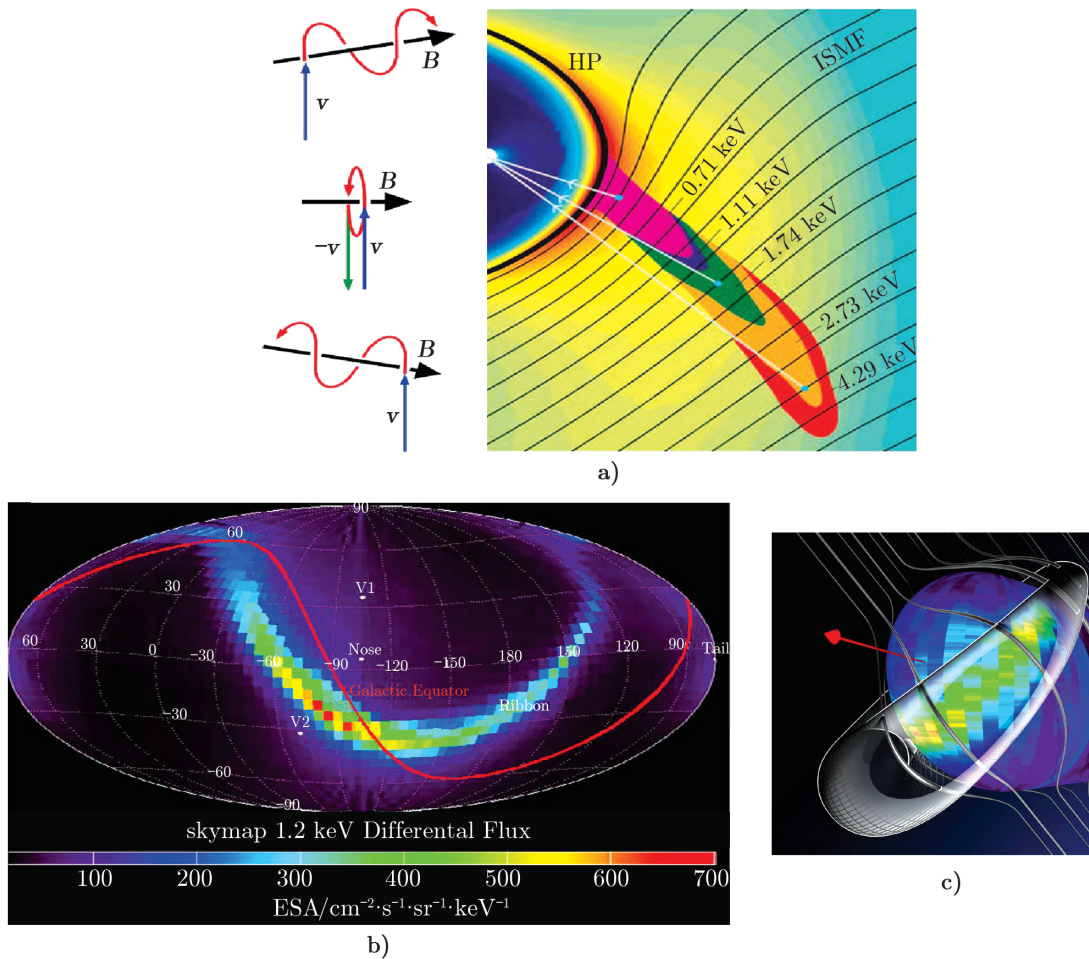 B
v
B
−v
v
B
v
HP
ISMF
0.71 keV
1.11 keV
1.74 keV
2.73 keV
4.29 keV
a)
90
60
30
V1
60
30
0
−30
−60
Nose
−90
−120
−150
180
150
120
90
Tail
Galactic Equator
Ribbon
V2
−30
−60
−90
skymap 1.2 keV Differental Flux
100 200 300 400 500 600 700
ESA/cm⁻²·s⁻¹·sr⁻¹·keV⁻¹
b)
c)